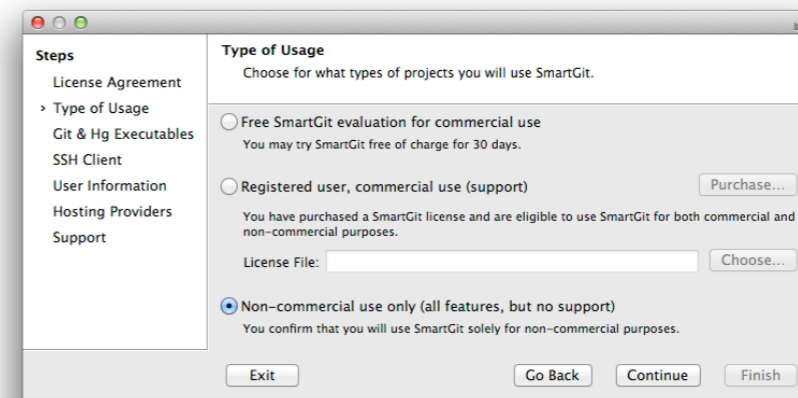 Steps
License Agreement
› Type of Usage
Git & Hg Executables
SSH Client
User Information
Hosting Providers
Support
Type of Usage
Choose for what types of projects you will use SmartGit.
Free SmartGit evaluation for commercial use
You may try SmartGit free of charge for 30 days.
Registered user, commercial use (support)
Purchase...
You have purchased a SmartGit license and are eligible to use SmartGit for both commercial and
non-commercial purposes.
License File:
Choose...
Non-commercial use only (all features, but no support)
You confirm that you will use SmartGit solely for non-commercial purposes.
Exit
Go Back
Continue
Finish